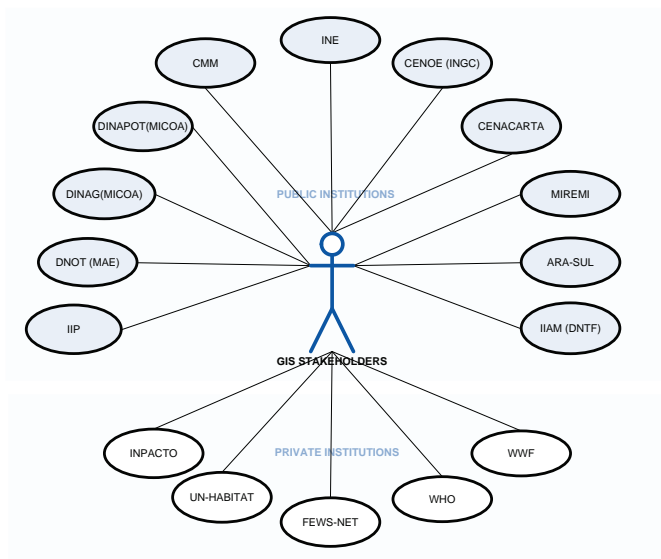 INE
CMM
CENOE (INGC)
DINAPOT(MICOA)
CENACARTA
PUBLIC INSTITUTIONS
DINAG(MICOA)
MIREMI
DNOT (MAE)
ARA-SUL
IIP
IIAM (DNTF)
GIS STAKEHOLDERS
INPACTO
PRIVATE INSTITUTIONS
WWF
UN-HABITAT
WHO
FEWS-NET